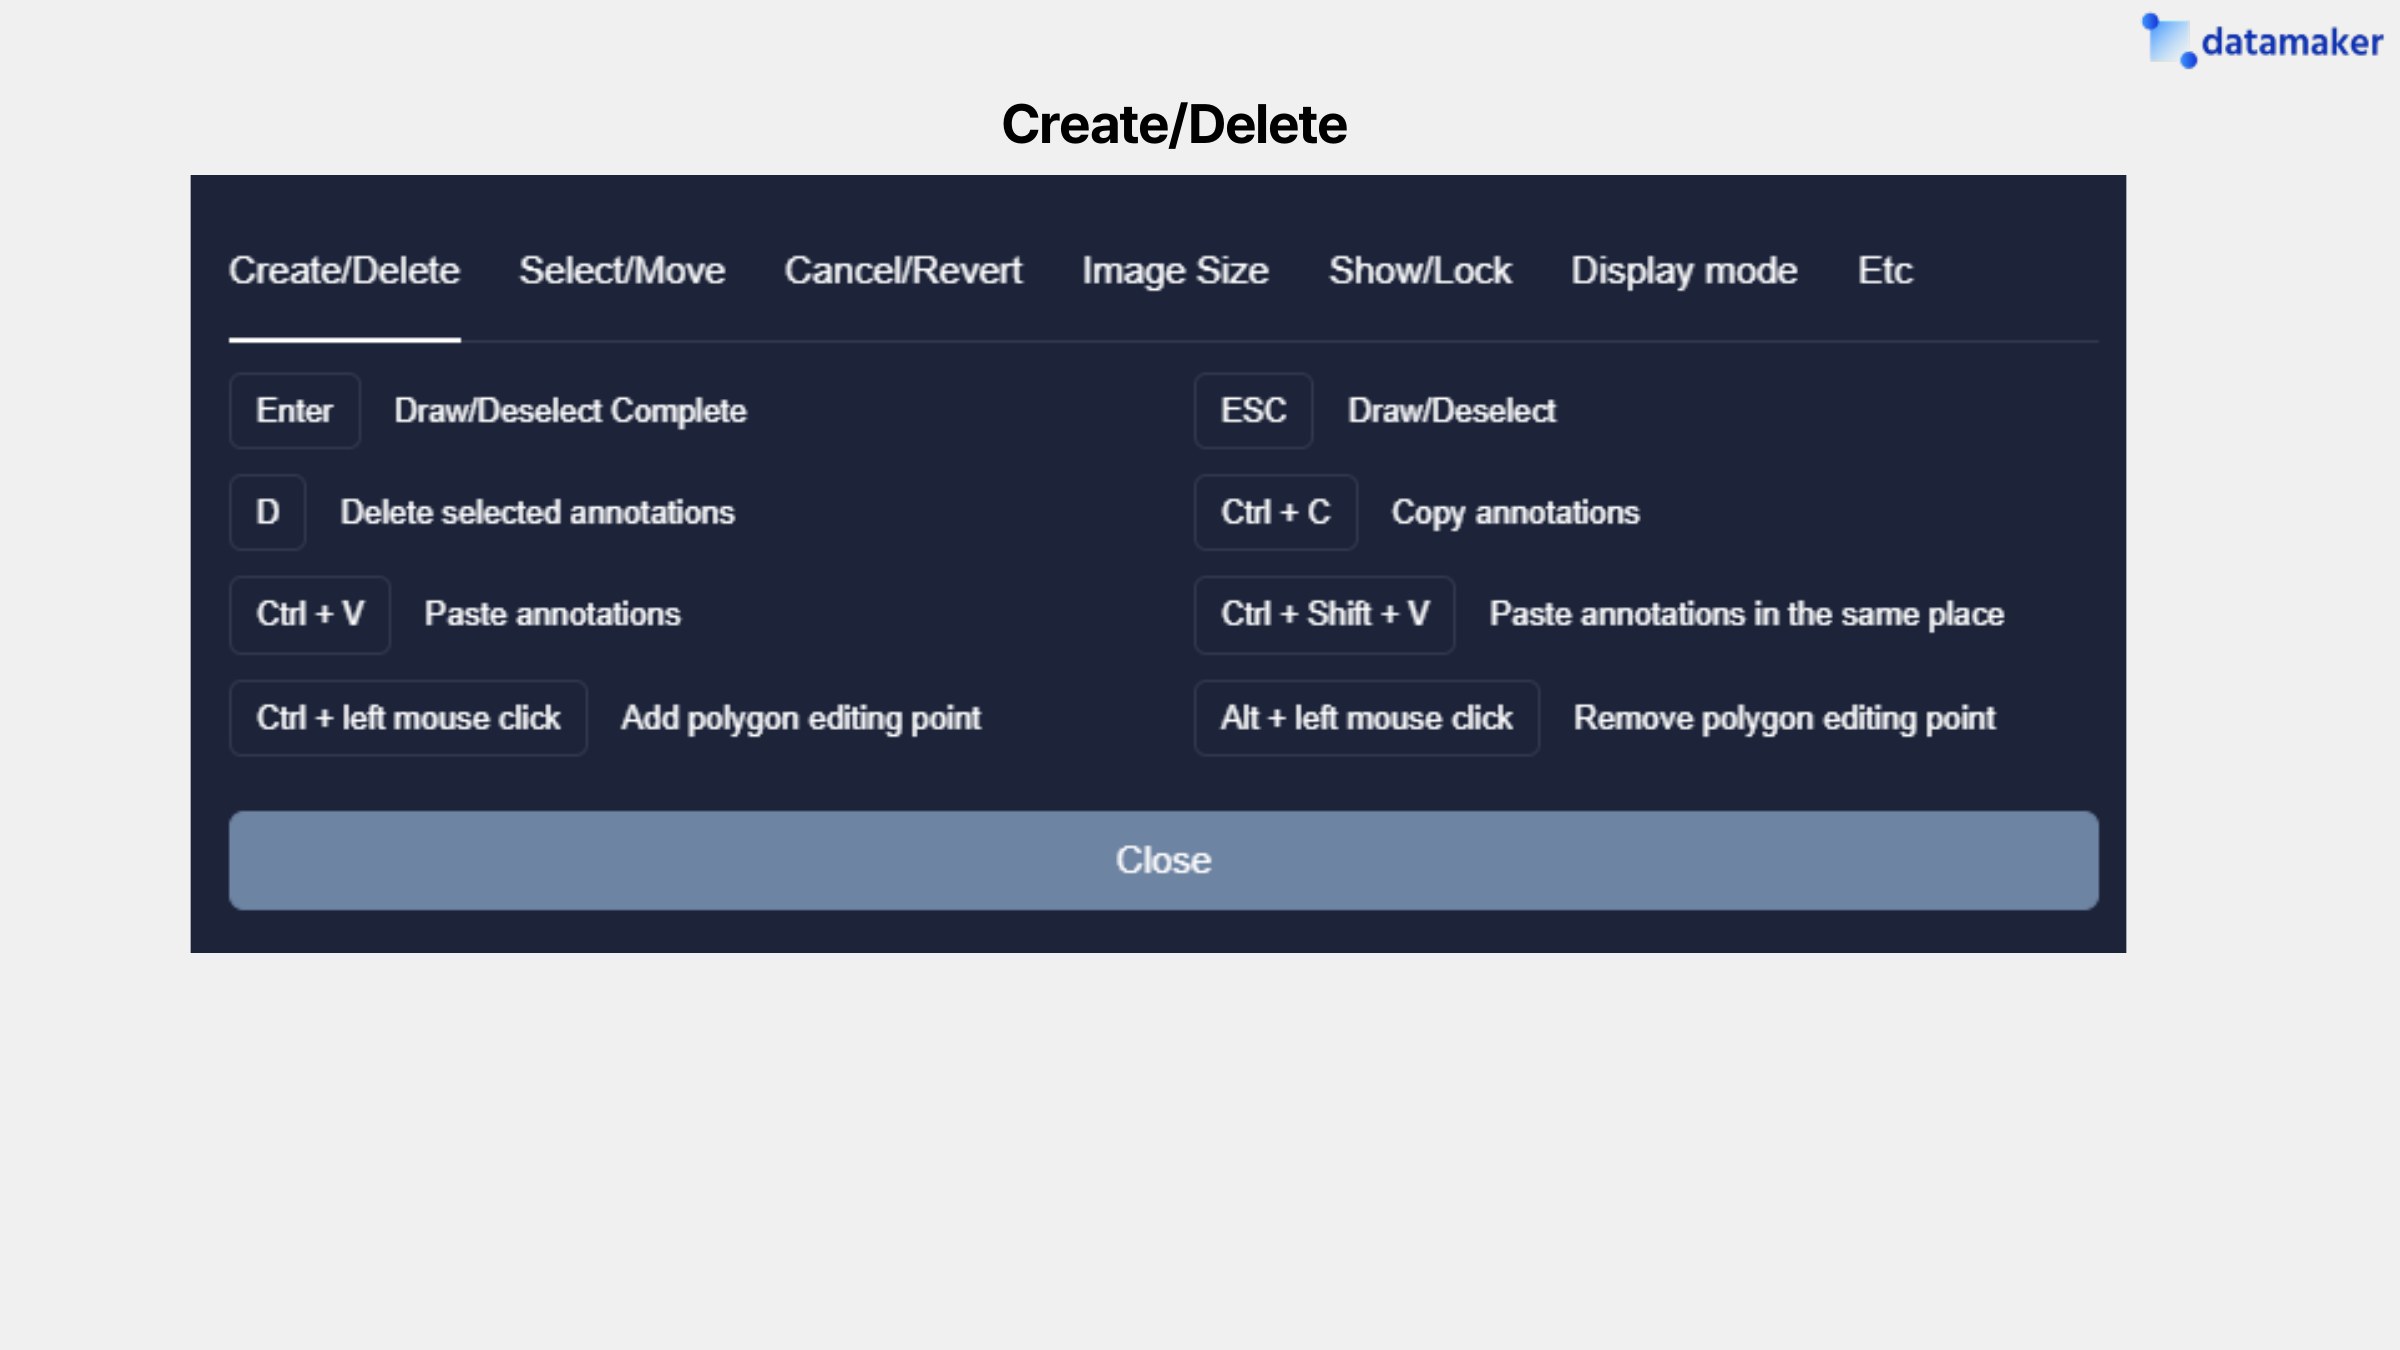 datamaker
Create/Delete
Create/Delete Select/Move Cancel/Revert Image Size Show/Lock Display mode Etc
Enter Draw/Deselect Complete ESC Draw/Deselect
D Delete selected annotations Ctrl + C Copy annotations
Ctrl + V Paste annotations Ctrl + Shift + V Paste annotations in the same place
Ctrl + left mouse click Add polygon editing point Alt + left mouse click Remove polygon editing point
Close